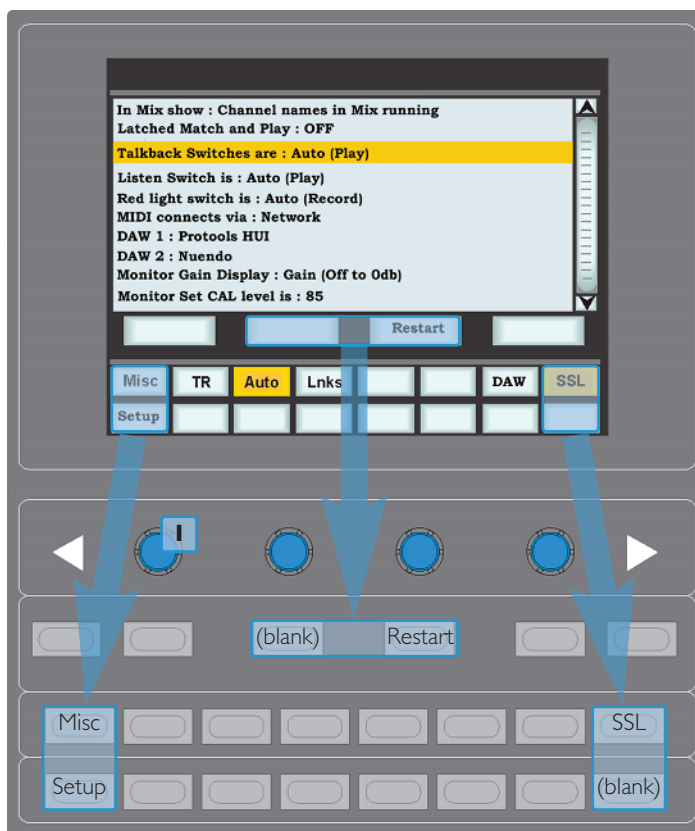 In Mix show : Channel names in Mix running
Latched Match and Play : OFF
Talkback Switches are : Auto (Play)
Listen Switch is : Auto (Play)
Red light switch is : Auto (Record)
MIDI connects via : Network
DAW 1 : Protools HUI
DAW 2 : Nuendo
Monitor Gain Display : Gain (Off to 0db)
Monitor Set CAL level is : 85
Restart
Misc TR Auto Lnks DAW SSL
Setup
I
(blank) Restart
Misc SSL
Setup (blank)